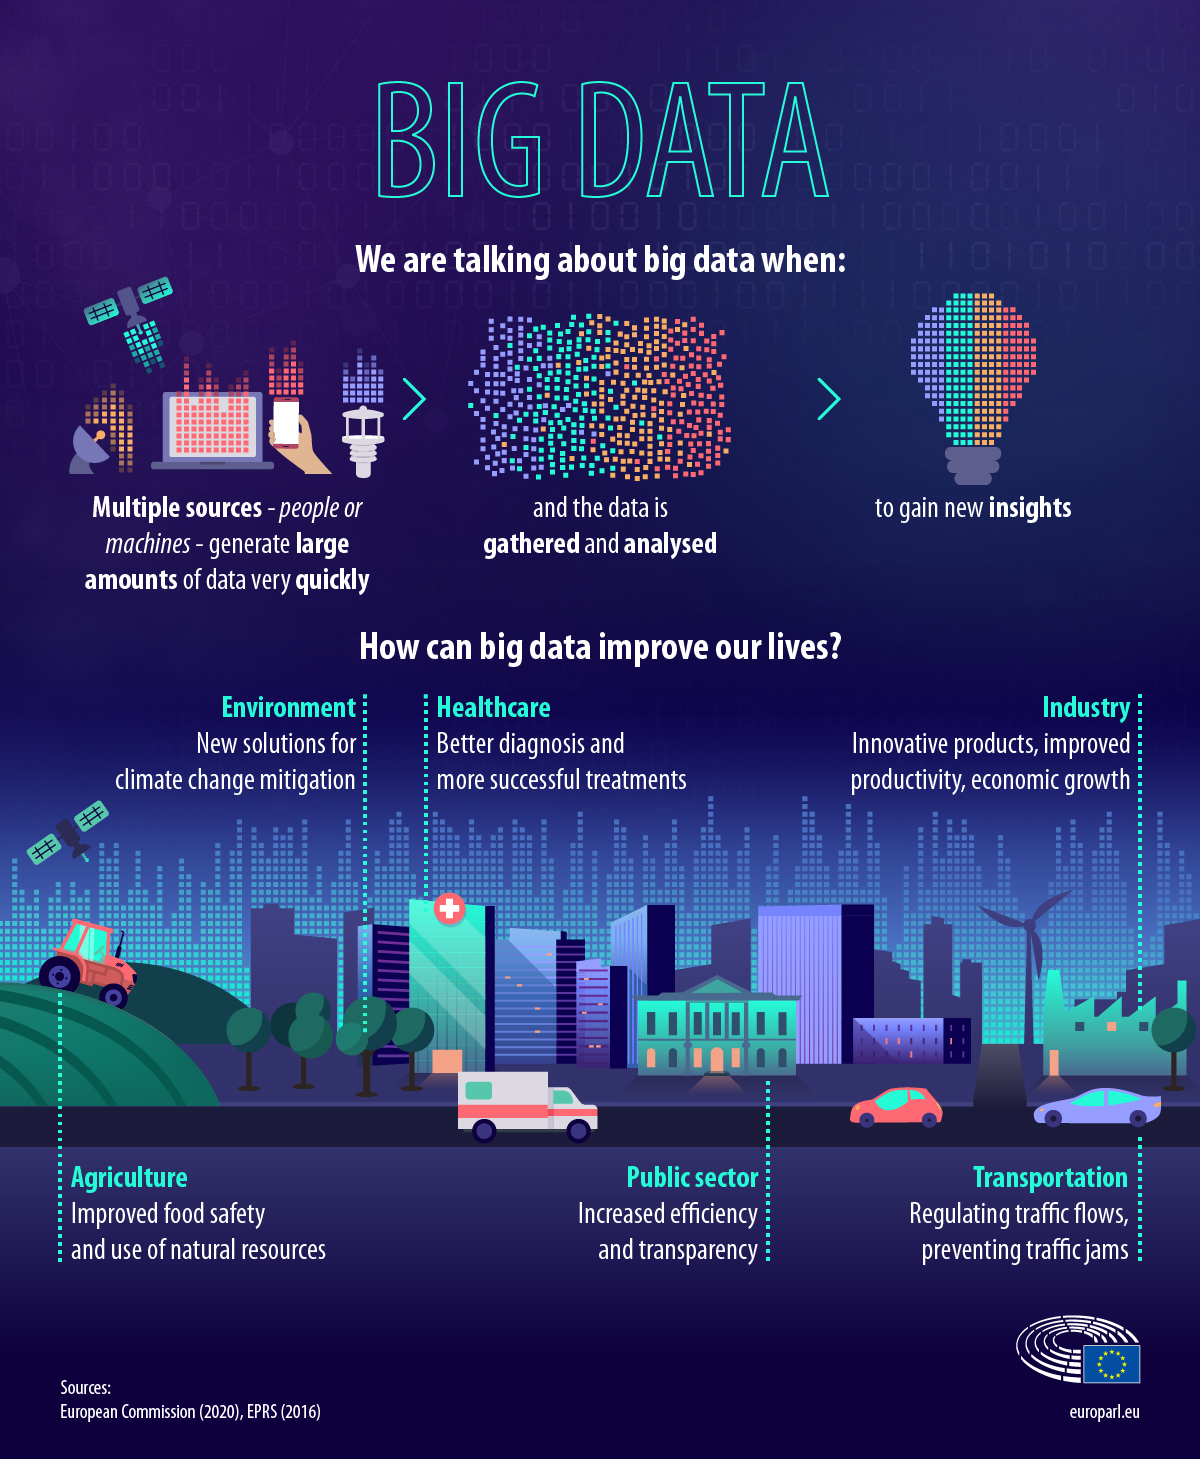 BIG DATA
We are talking about big data when:
Multiple sources - people or
machines - generate large
amounts of data very quickly
and the data is
gathered and analysed
to gain new insights
How can big data improve our lives?
Environment
New solutions for
climate change mitigation
Healthcare
Better diagnosis and
more successful treatments
Industry
Innovative products, improved
productivity, economic growth
Agriculture
Improved food safety
and use of natural resources
Public sector
Increased efficiency
and transparency
Transportation
Regulating traffic flows,
preventing traffic jams
Sources:
European Commission (2020), EPRS (2016)
europarl.eu